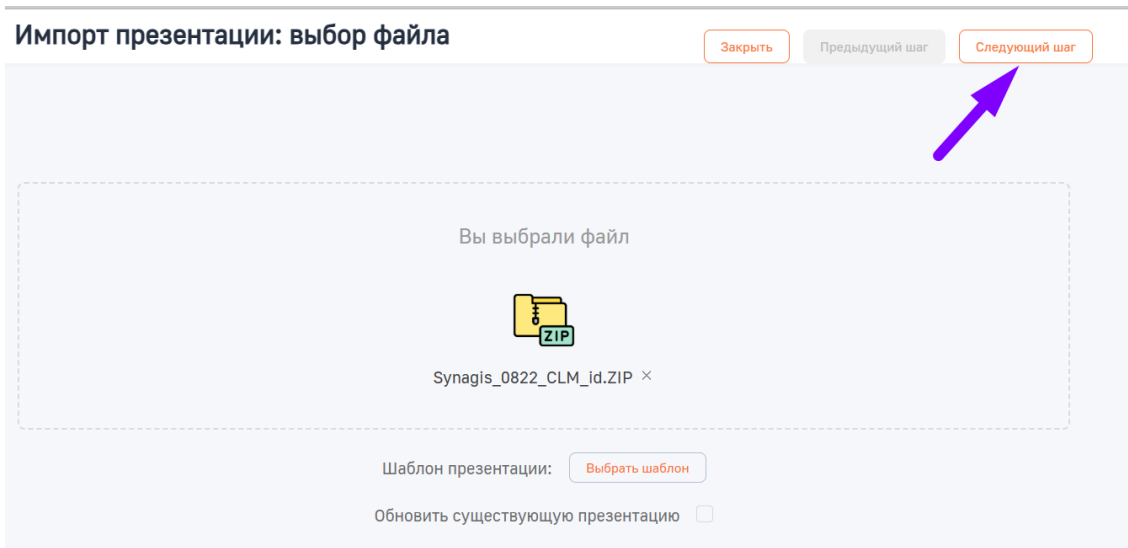 Импорт презентации: выбор файла
Закрыть
Предыдущий шаг
Следующий шаг
Вы выбрали файл
ZIP
Synagis_0822_CLM_id.ZIP ×
Шаблон презентации:
Выбрать шаблон
Обновить существующую презентацию